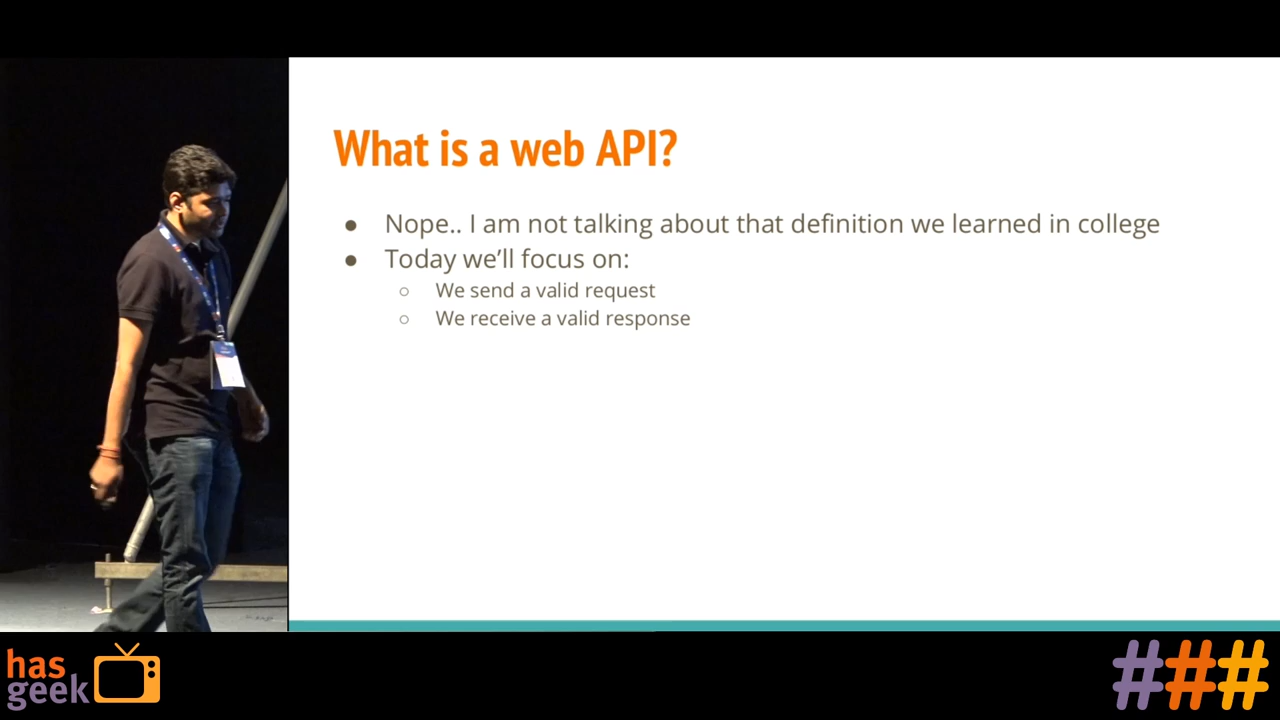 What is a web API?
● Nope.. I am not talking about that definition we learned in college
● Today we'll focus on:
○ We send a valid request
○ We receive a valid response
has
geek
###